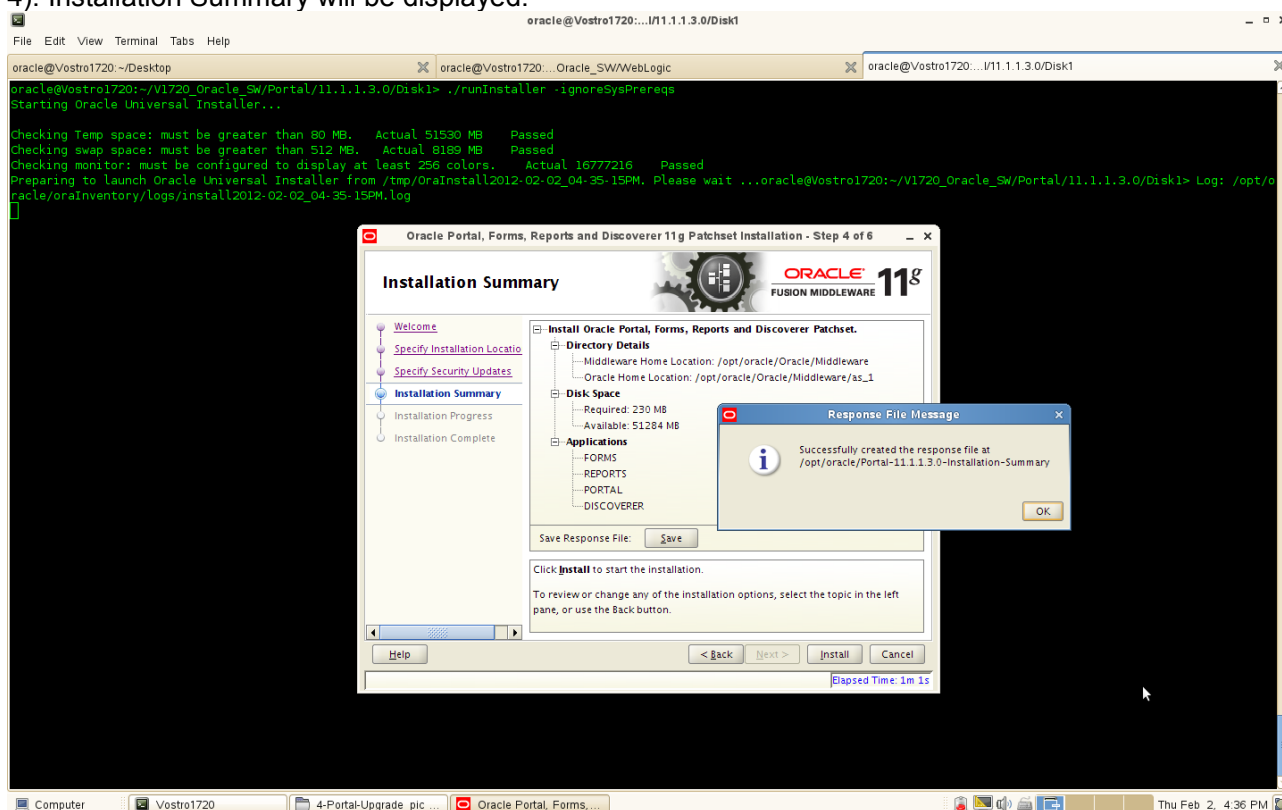 4). Installation Summary will be displayed.
oracle@Vostro1720:...l/11.1.1.3.0/Disk1
File Edit View Terminal Tabs Help
oracle@Vostro1720:~/Desktop
oracle@Vostro1720:...Oracle_SW/WebLogic
oracle@Vostro1720:...l/11.1.1.3.0/Disk1
oracle@Vostro1720:~/V1720_Oracle_SW/Portal/11.1.1.3.0/Disk1> ./runInstaller -ignoreSysPrereqs
Starting Oracle Universal Installer...
Checking Temp space: must be greater than 80 MB. Actual 51530 MB Passed
Checking swap space: must be greater than 512 MB. Actual 8189 MB Passed
Checking monitor: must be configured to display at least 256 colors. Actual 16777216 Passed
Preparing to launch Oracle Universal Installer from /tmp/OraInstall2012-02-02_04-35-15PM. Please wait ...oracle@Vostro1720:~/V1720_Oracle_SW/Portal/11.1.1.3.0/Disk1> Log: /opt/o
racle/oraInventory/logs/install2012-02-02_04-35-15PM.log
Oracle Portal, Forms, Reports and Discoverer 11g Patchset Installation - Step 4 of 6
Installation Summary
ORACLE
FUSION MIDDLEWARE
11g
Welcome
Specify Installation Locatio
Specify Security Updates
Installation Summary
Installation Progress
Installation Complete
Install Oracle Portal, Forms, Reports and Discoverer Patchset.
Directory Details
Middleware Home Location: /opt/oracle/Oracle/Middleware
Oracle Home Location: /opt/oracle/Oracle/Middleware/as_1
Disk Space
Required: 230 MB
Available: 51284 MB
Applications
FORMS
REPORTS
PORTAL
DISCOVERER
Save Response File: Save
Response File Message
Successfully created the response file at
/opt/oracle/Portal-11.1.1.3.0-Installation-Summary
OK
Click Install to start the installation.
To review or change any of the installation options, select the topic in the left
pane, or use the Back button.
Help
< Back
Next >
Install
Cancel
Elapsed Time: 1m 1s
Computer
Vostro1720
4-Portal-Upgrade pic ...
Oracle Portal, Forms,...
Thu Feb 2, 4:36 PM